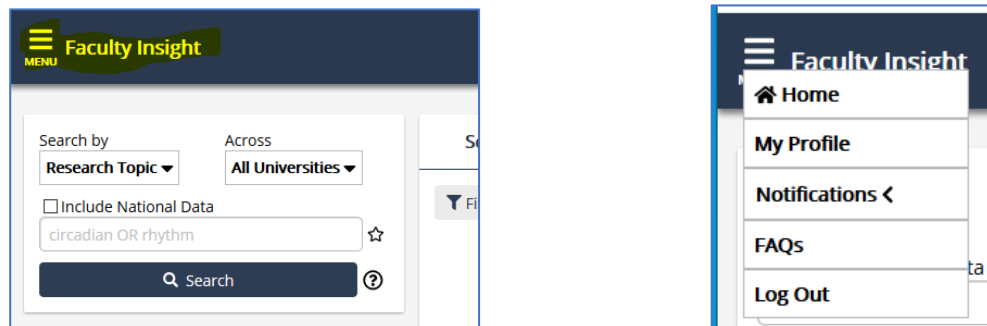 MENU
Faculty Insight
Search by
Across
Research Topic
All Universities
Include National Data
circadian OR rhythm
Search
Faculty Insight
Home
My Profile
Notifications
FAQs
Log Out